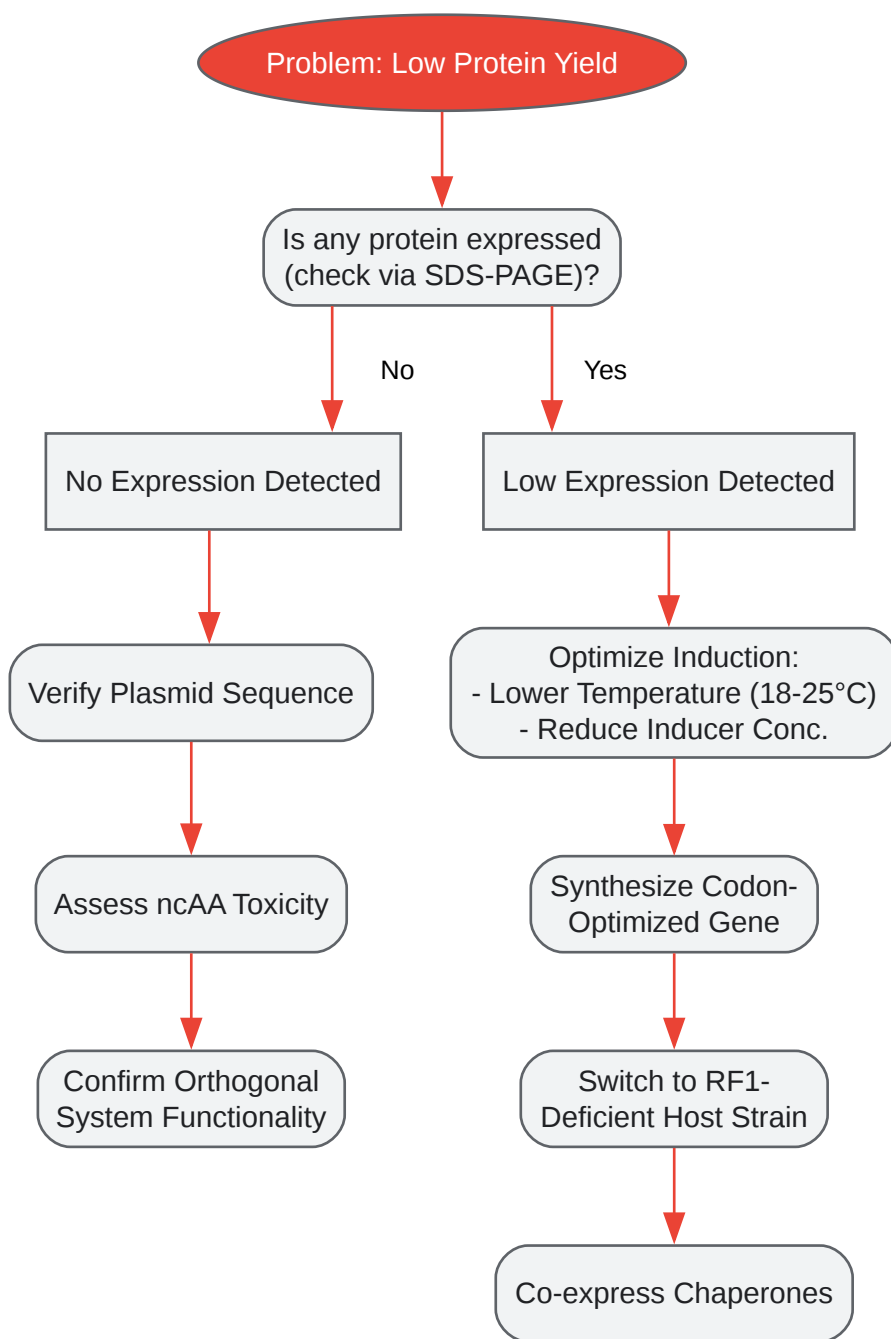 Problem: Low Protein Yield
Is any protein expressed
(check via SDS-PAGE)?
No
Yes
No Expression Detected
Low Expression Detected
Verify Plasmid Sequence
Optimize Induction:
- Lower Temperature (18-25°C)
- Reduce Inducer Conc.
Assess ncAA Toxicity
Synthesize Codon-
Optimized Gene
Confirm Orthogonal
System Functionality
Switch to RF1-
Deficient Host Strain
Co-express Chaperones